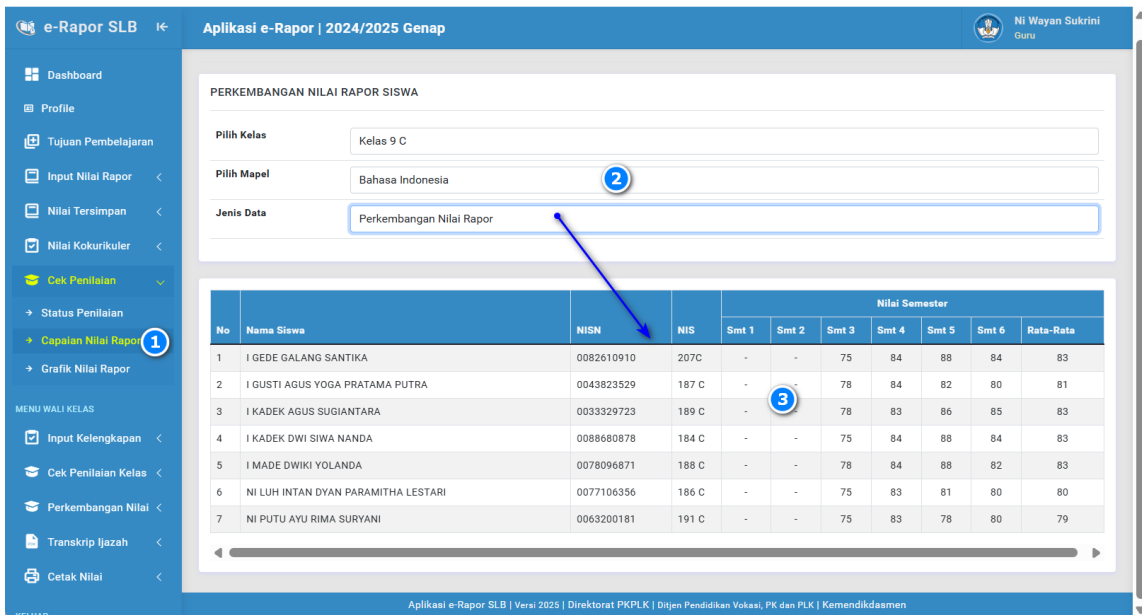 e-Rapor SLB
Aplikasi e-Rapor | 2024/2025 Genap
Ni Wayan Sukrini
Guru
Dashboard
Profile
Tujuan Pembelajaran
Input Nilai Rapor
Nilai Tersimpan
Nilai Kokurikuler
Cek Penilaian
Status Penilaian
Capaian Nilai Rapor 1
Grafik Nilai Rapor
MENU WALI KELAS
Input Kelengkapan
Cek Penilaian Kelas
Perkembangan Nilai
Transkrip Ijazah
Cetak Nilai
KELUAR
PERKEMBANGAN NILAI RAPOR SISWA
Pilih Kelas Kelas 9 C
Pilih Mapel Bahasa Indonesia 2
Jenis Data Perkembangan Nilai Rapor
Nilai Semester
No Nama Siswa NISN NIS Smt 1 Smt 2 Smt 3 Smt 4 Smt 5 Smt 6 Rata-Rata
1 I GEDE GALANG SANTIKA 0082610910 207C - - 75 84 88 84 83
2 I GUSTI AGUS YOGA PRATAMA PUTRA 0043823529 187 C - - 78 84 82 80 81
3
3 I KADEK AGUS SUGIANTARA 0033329723 189 C - - 78 83 86 85 83
4 I KADEK DWI SIWA NANDA 0088680878 184 C - - 75 84 88 84 83
5 I MADE DWIKI YOLANDA 0078096871 188 C - - 78 84 88 82 83
6 NI LUH INTAN DYAN PARAMITHA LESTARI 0077106356 186 C - - 75 83 81 80 80
7 NI PUTU AYU RIMA SURYANI 0063200181 191 C - - 75 83 78 80 79
Aplikasi e-Rapor SLB | Versi 2025 | Direktorat PKPLK | Ditjen Pendidikan Vokasi, PK dan PLK | Kemendikdasmen